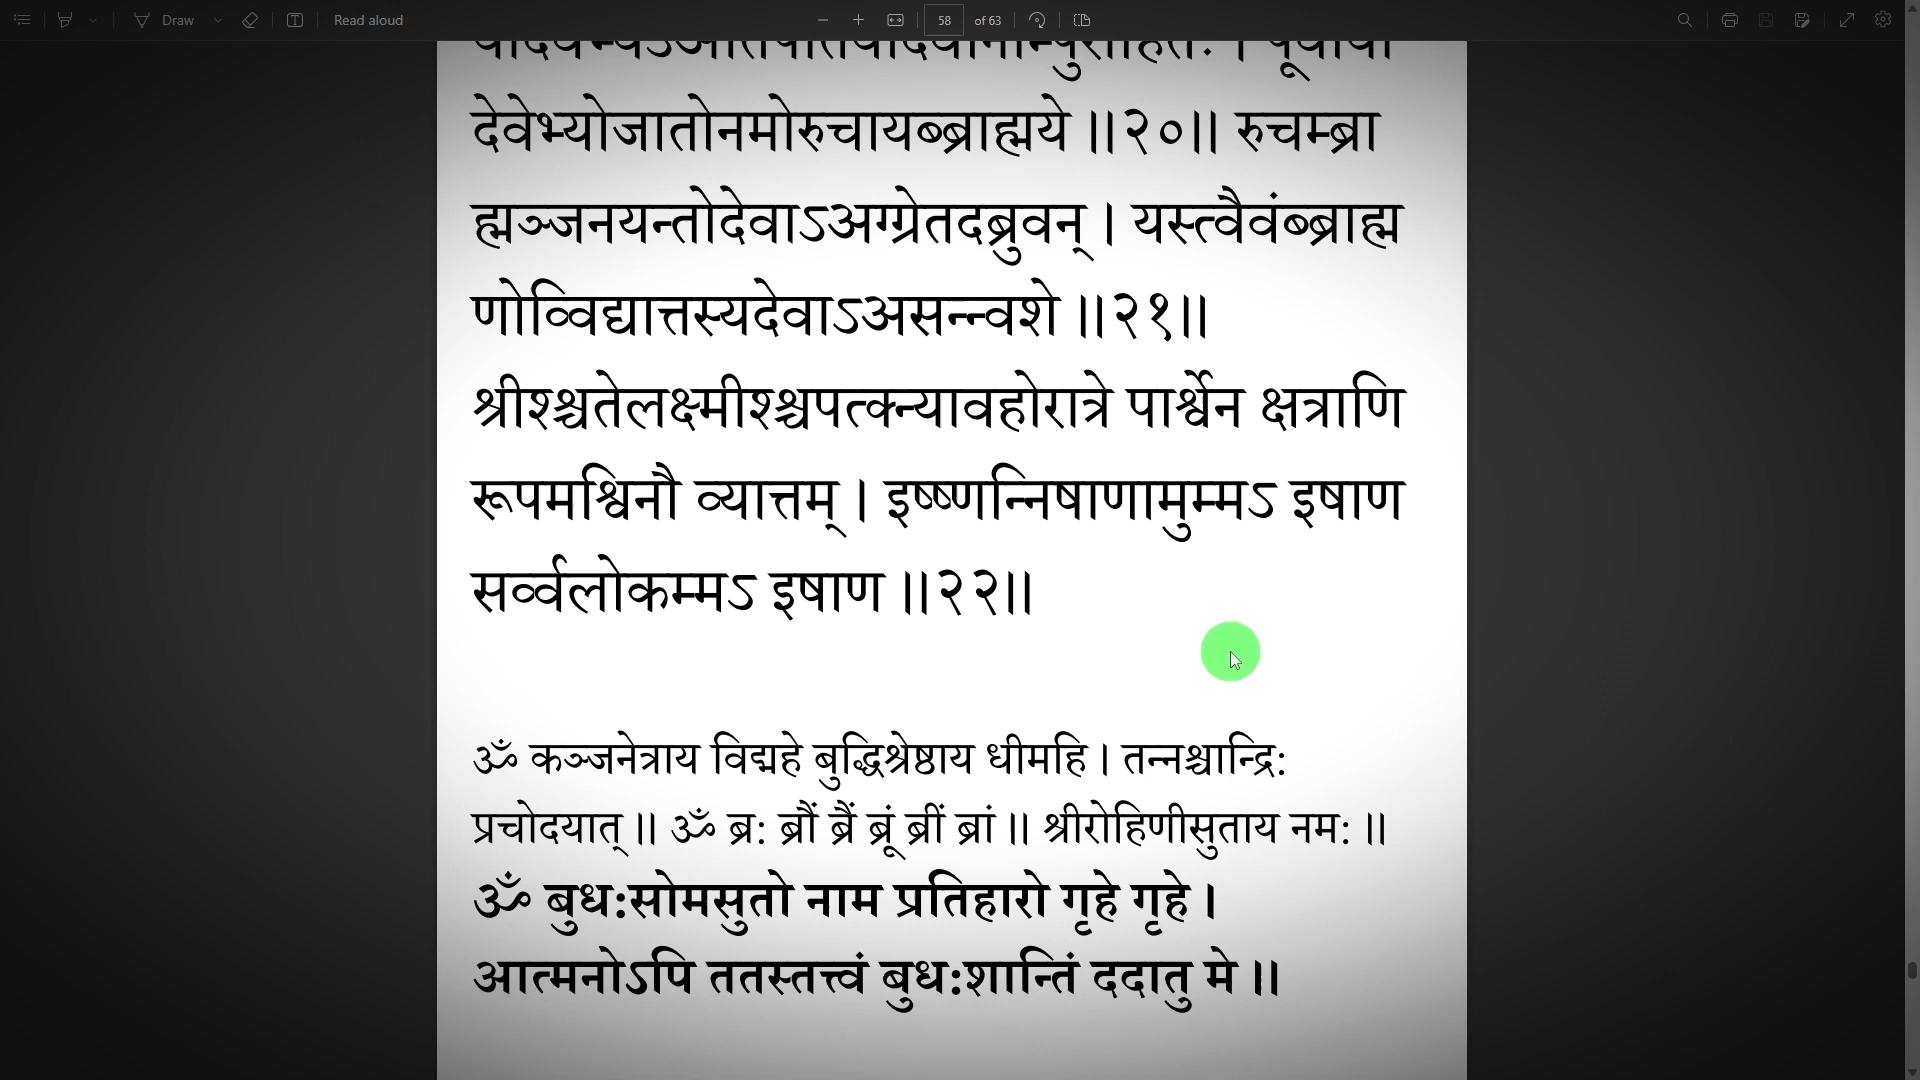 Draw
Read aloud
58 of 63
देवेभ्योजातोनमोरुचायब्ब्राह्मये ॥२०॥ रुचम्ब्रा
ह्मञ्जनयन्तोदेवाऽअग्ग्रेतदब्रुवन् । यस्त्वैवंब्ब्राह्म
णोव्विद्यात्तस्यदेवाऽअसन्न्वशे ॥२१॥
श्रीश्श्चतेलक्ष्मीश्श्चपत्क्न्यावहोरात्रे पार्श्वेन क्षत्राणि
रूपमश्विनौ व्यात्तम् । इष्ष्णन्निषाणामुम्मऽ इषाण
सर्व्वलोकम्मऽ इषाण ॥२२॥
ॐ कञ्जनेत्राय विद्महे बुद्धिश्रेष्ठाय धीमहि । तन्नश्चान्द्रि:
प्रचोदयात् ॥ ॐ ब्र: ब्रौं ब्रैं ब्रूं ब्रीं ब्रां ॥ श्रीरोहिणीसुताय नम: ॥
ॐ बुध:सोमसुतो नाम प्रतिहारो गृहे गृहे ।
आत्मनोऽपि ततस्तत्त्वं बुध:शान्तिं ददातु मे ॥